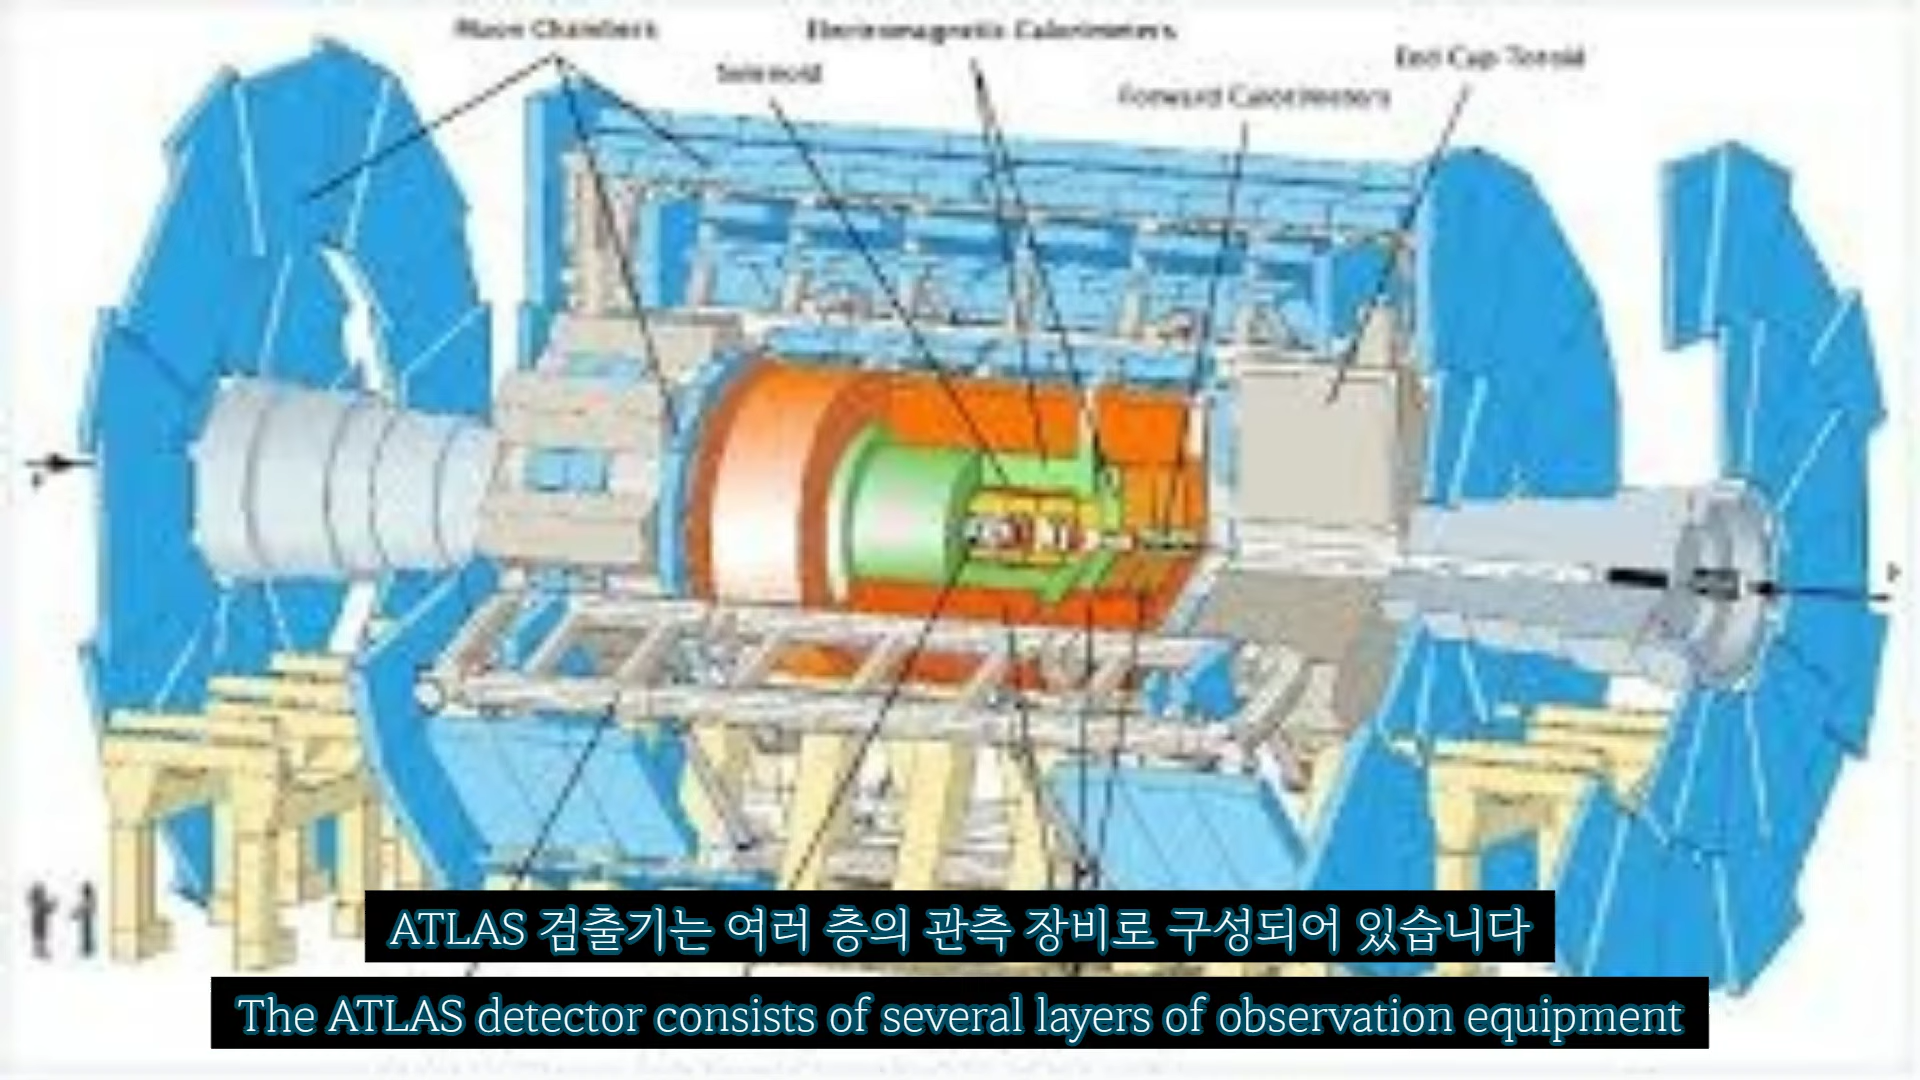 Muon Chambers
Electromagnetic Calorimeters
Solenoid
End Cap Toroid
Forward Calorimeters
ATLAS 검출기는 여러 층의 관측 장비로 구성되어 있습니다
The ATLAS detector consists of several layers of observation equipment